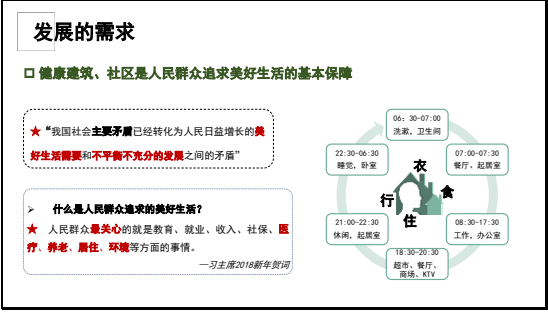 发展的需求
健康建筑、社区是人民群众追求美好生活的基本保障
★“我国社会主要矛盾已经转化为人民日益增长的美
好生活需要和不平衡不充分的发展之间的矛盾”
什么是人民群众追求的美好生活？
★ 人民群众最关心的就是教育、就业、收入、社保、医
疗、养老、居住、环境等方面的事情。
—习主席2018新年贺词
06：30-07:00
洗漱，卫生间
22:30-06:30
睡觉，卧室
07:00-07:30
餐厅、起居室
衣
食
行
住
21:00-22:30
休闲，起居室
08:30-17:30
工作，办公室
18:30-20:30
超市、餐厅、
商场、KTV